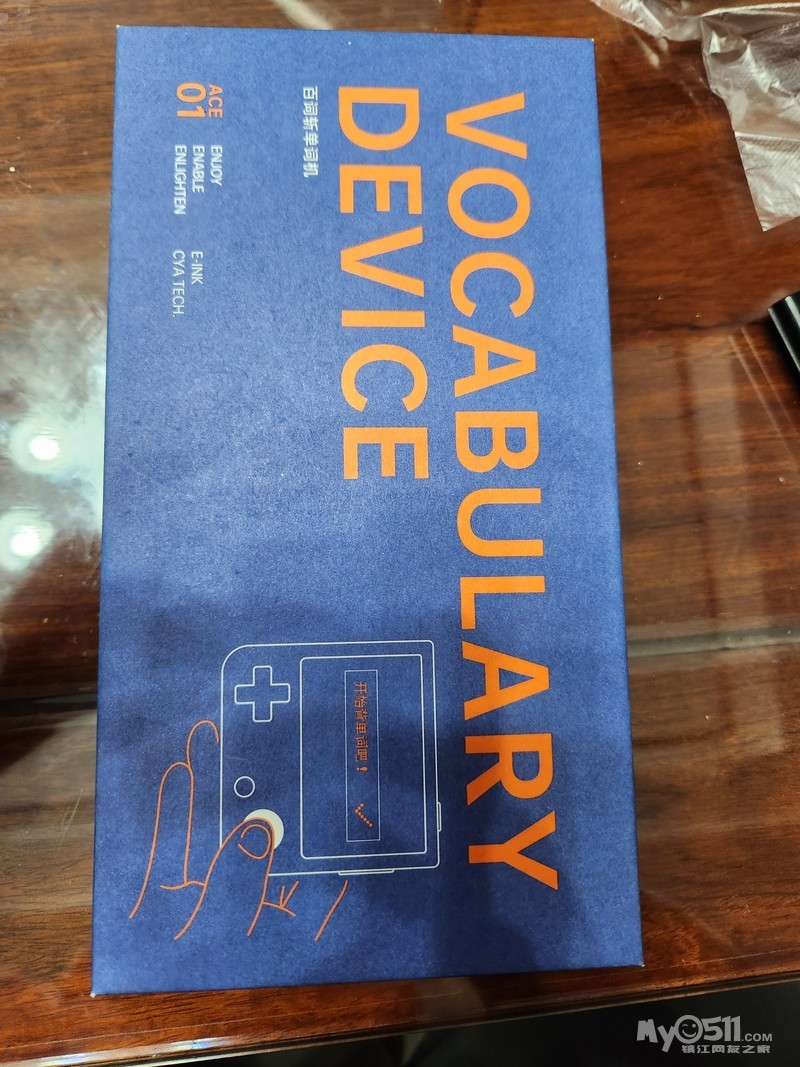 VOCABULARY
DEVICE
百词斩单词机
ACE
01
ENJOY
ENABLE
ENLIGHTEN
E-INK
CYA TECH.
开始背单词吧！
Myo511.COM
镇江网友之家